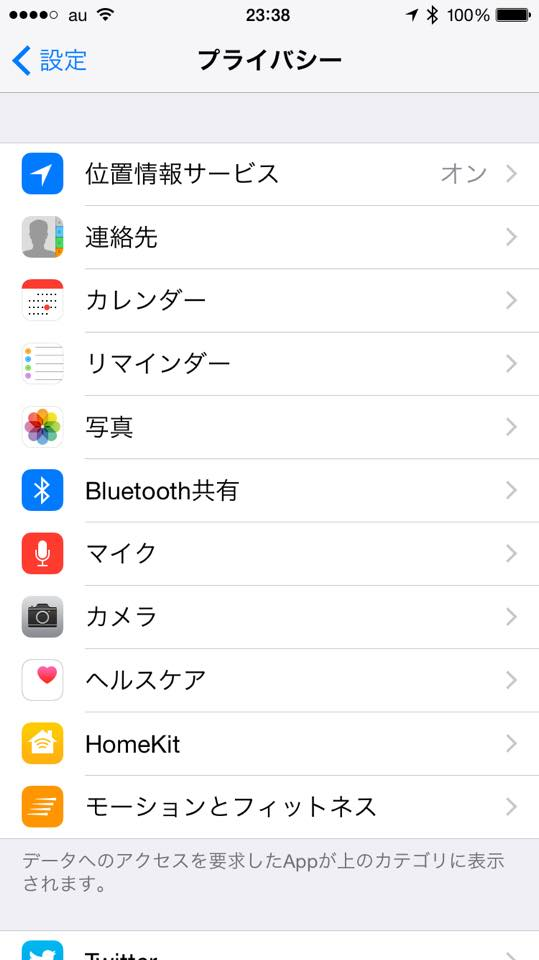 au 23:38 100%
設定 プライバシー
位置情報サービス オン
連絡先
カレンダー
リマインダー
写真
Bluetooth共有
マイク
カメラ
ヘルスケア
HomeKit
モーションとフィットネス
データへのアクセスを要求したAppが上のカテゴリに表示
されます。
Twitter